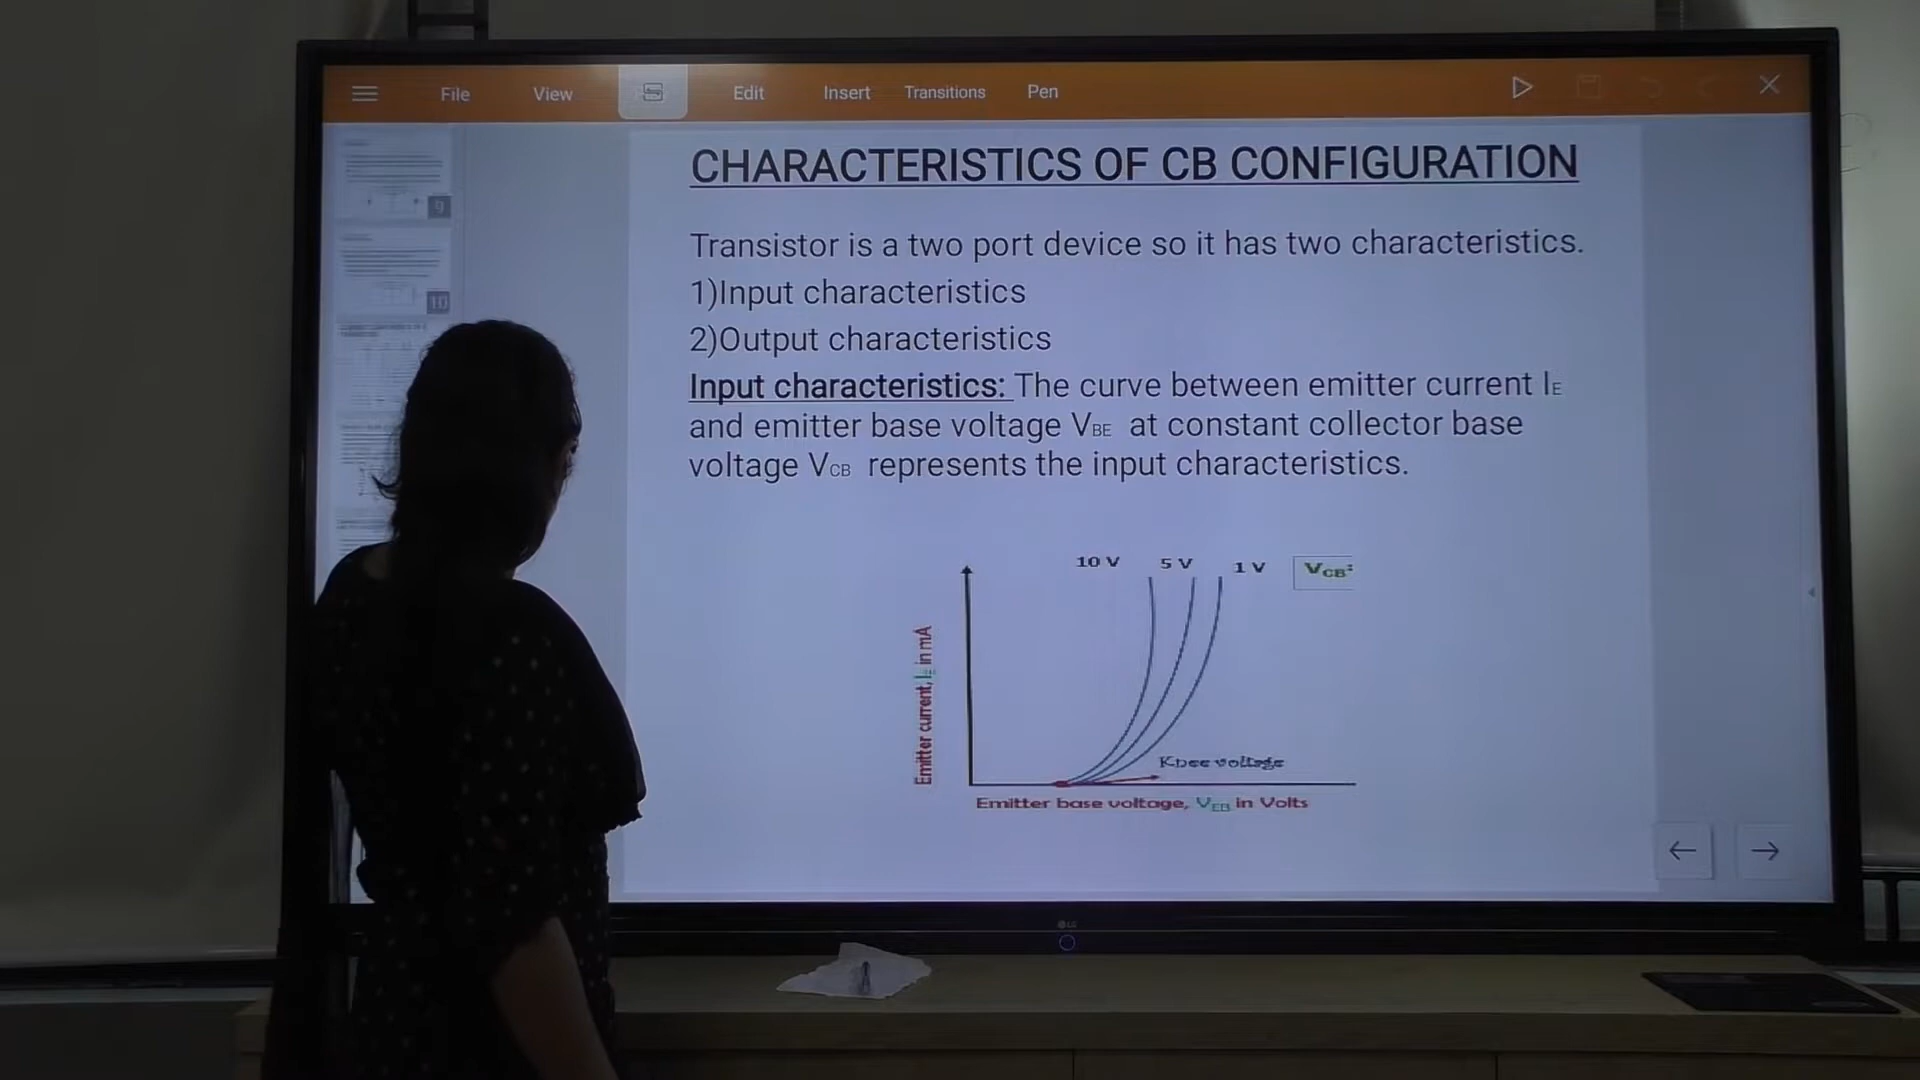 File View Edit Insert Transitions Pen
CHARACTERISTICS OF CB CONFIGURATION
9
Transistor is a two port device so it has two characteristics.
1)Input characteristics
10
2)Output characteristics
Input characteristics: The curve between emitter current IE
and emitter base voltage VBE at constant collector base
voltage VCB represents the input characteristics.
10 V 5 V 1 V VCB:
Emitter current, IE in mA
Knee voltage
Emitter base voltage, VEB in Volts
LG